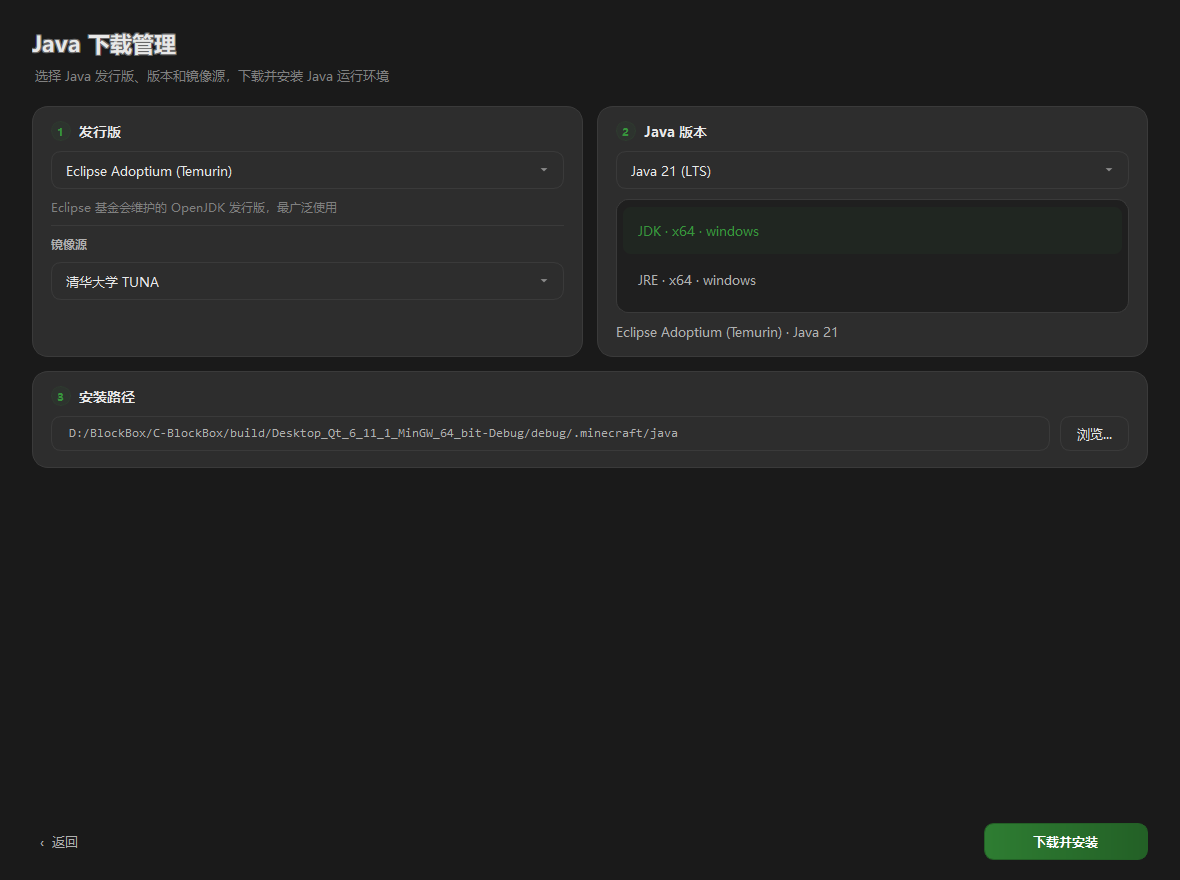 Java 下载管理
选择 Java 发行版、版本和镜像源，下载并安装 Java 运行环境
1 发行版
Eclipse Adoptium (Temurin)
Eclipse 基金会维护的 OpenJDK 发行版，最广泛使用
镜像源
清华大学 TUNA
2 Java 版本
Java 21 (LTS)
JDK · x64 · windows
JRE · x64 · windows
Eclipse Adoptium (Temurin) · Java 21
3 安装路径
D:/BlockBox/C-BlockBox/build/Desktop_Qt_6_11_1_MinGW_64_bit-Debug/debug/.minecraft/java
浏览...
‹ 返回
下载并安装